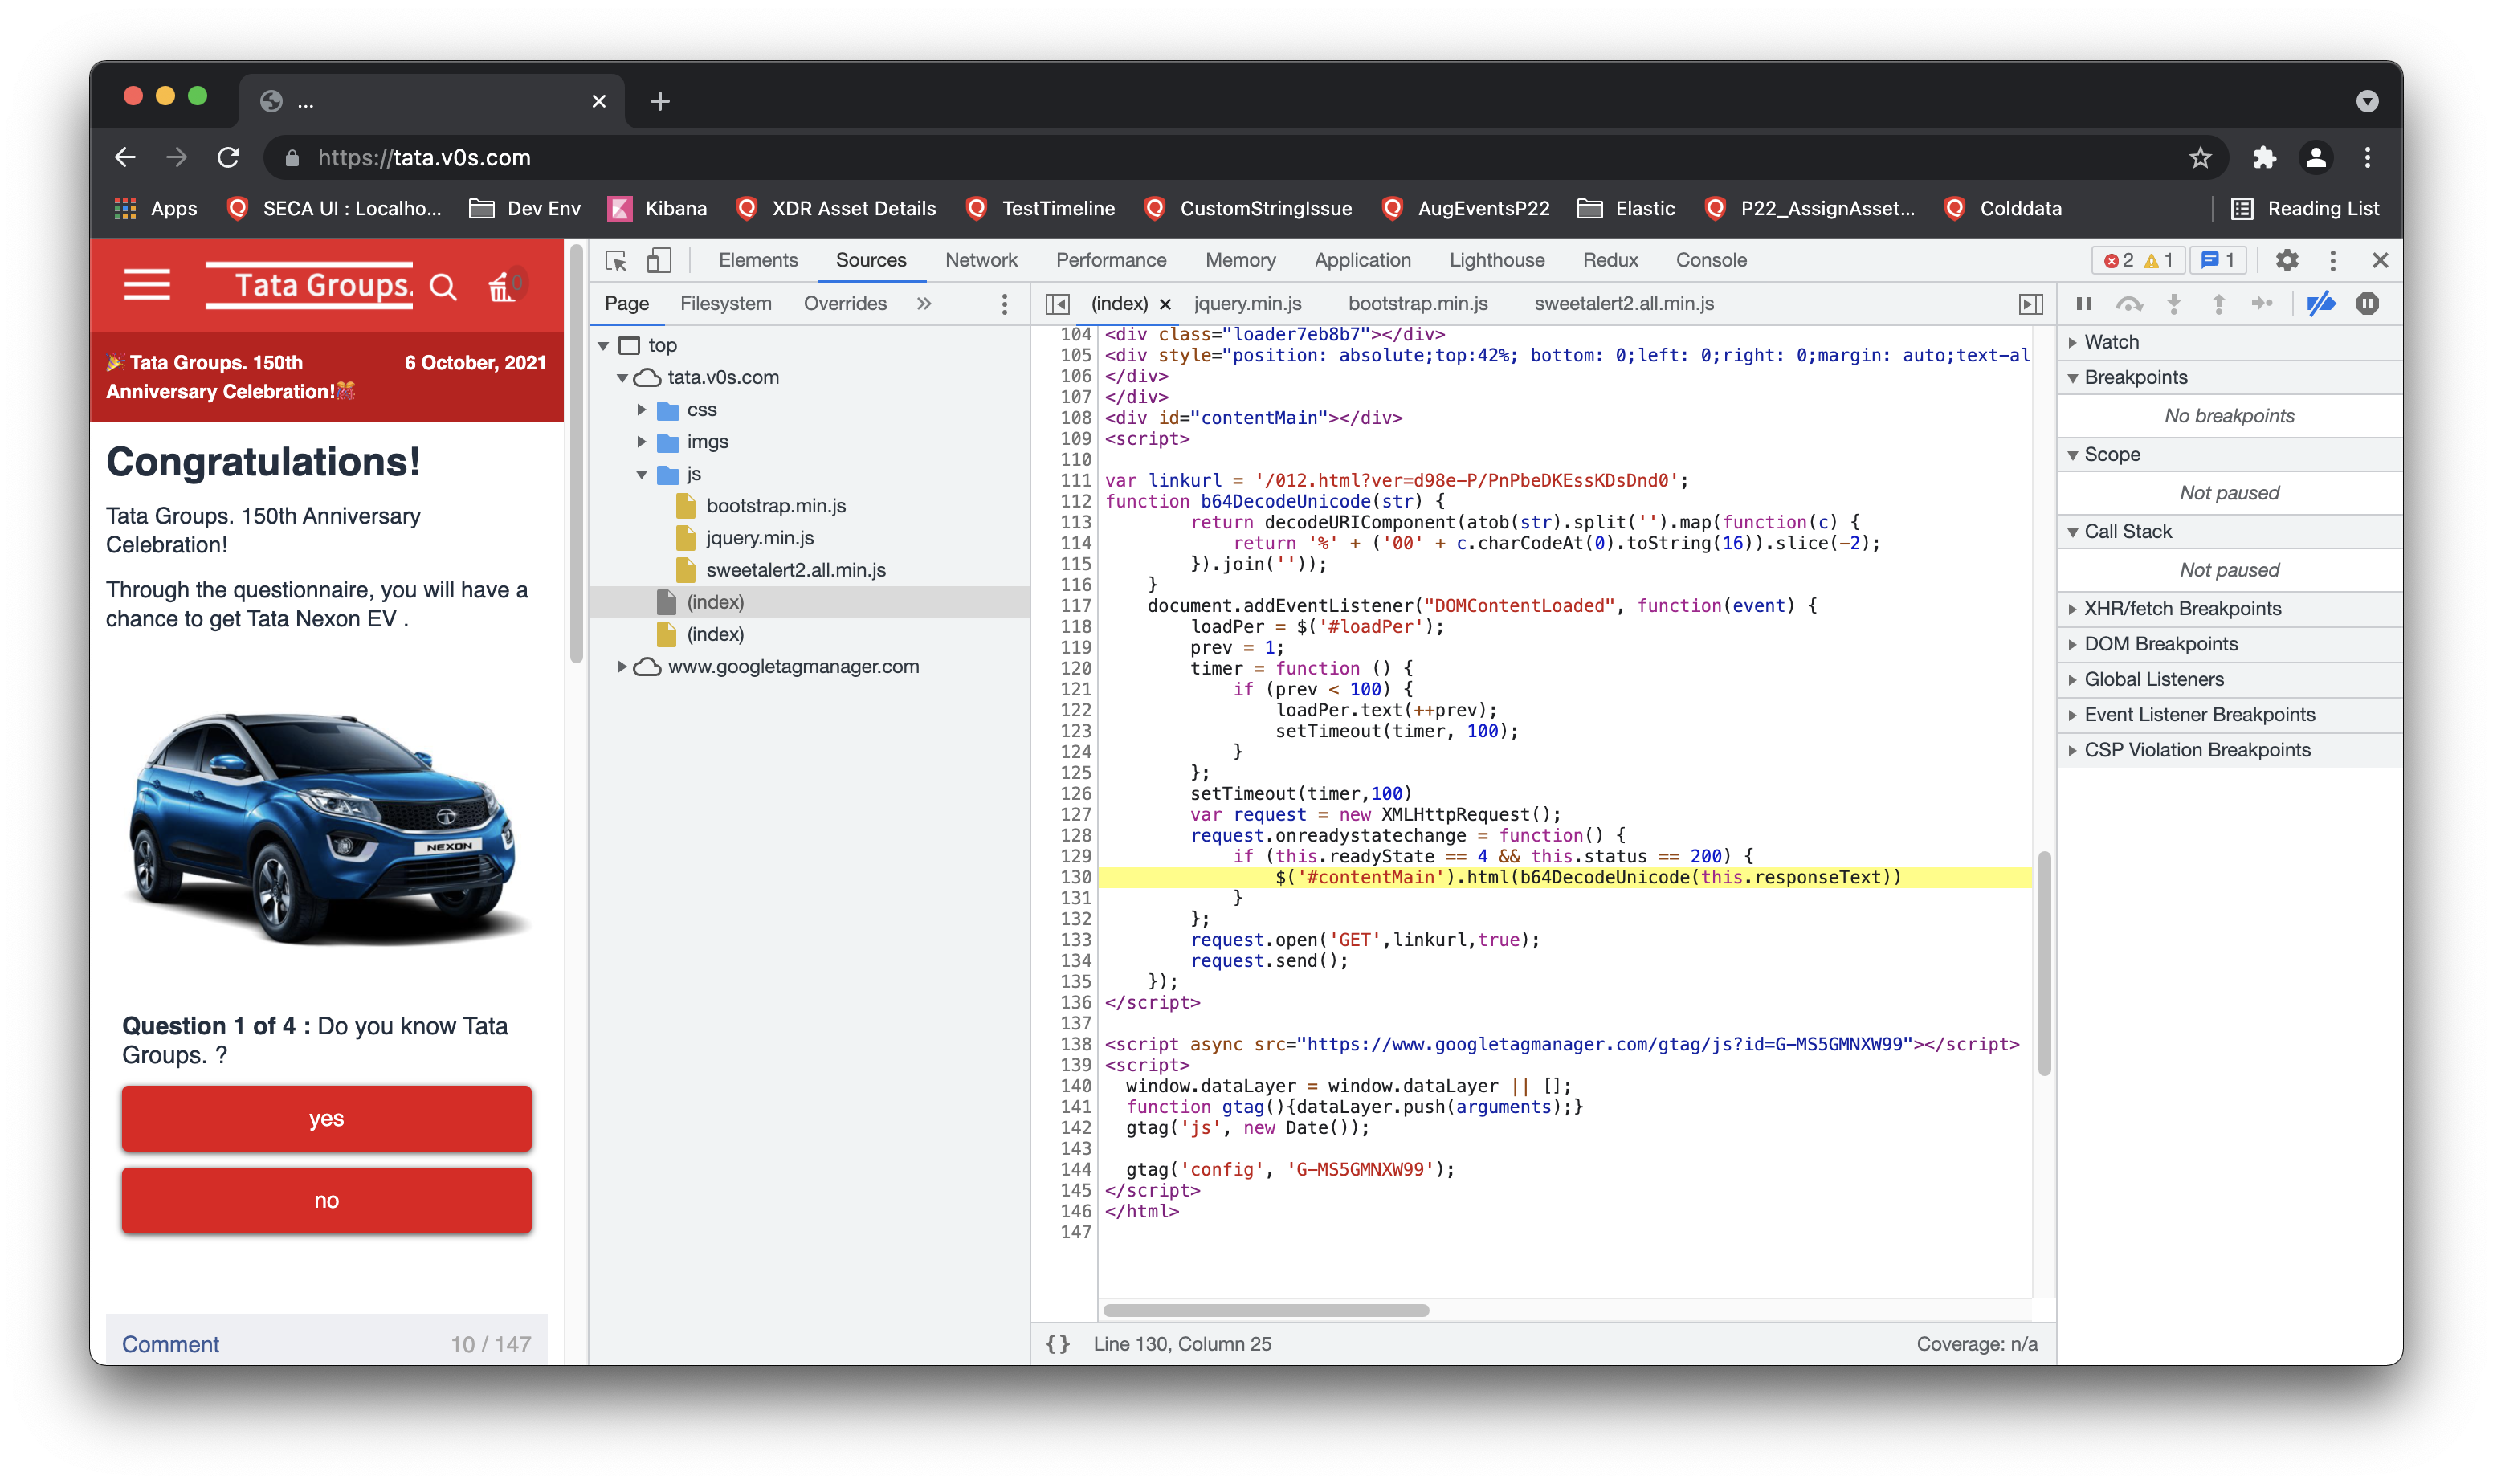 ...
https://tata.v0s.com
Apps
SECA UI : Localho...
Dev Env
Kibana
XDR Asset Details
TestTimeline
CustomStringIssue
AugEventsP22
Elastic
P22_AssignAsset...
Colddata
Reading List
Tata Groups.
0
🎉Tata Groups. 150th
Anniversary Celebration!🎊
6 October, 2021
Congratulations!
Tata Groups. 150th Anniversary
Celebration!
Through the questionnaire, you will have a
chance to get Tata Nexon EV .
NEXON
Question 1 of 4 : Do you know Tata
Groups. ?
yes
no
Comment
10 / 147
Elements
Sources
Network
Performance
Memory
Application
Lighthouse
Redux
Console
2
1
1
Page
Filesystem
Overrides
top
tata.v0s.com
css
imgs
js
bootstrap.min.js
jquery.min.js
sweetalert2.all.min.js
(index)
(index)
www.googletagmanager.com
(index)
jquery.min.js
bootstrap.min.js
sweetalert2.all.min.js
104 <div class="loader7eb8b7"></div>
105 <div style="position: absolute;top:42%; bottom: 0;left: 0;right: 0;margin: auto;text-al
106 </div>
107 </div>
108 <div id="contentMain"></div>
109 <script>
110
111 var linkurl = '/012.html?ver=d98e-P/PnPbeDKEssKDsDnd0';
112 function b64DecodeUnicode(str) {
113 return decodeURIComponent(atob(str).split('').map(function(c) {
114 return '%' + ('00' + c.charCodeAt(0).toString(16)).slice(-2);
115 }).join(''));
116 }
117 document.addEventListener("DOMContentLoaded", function(event) {
118 loadPer = $('#loadPer');
119 prev = 1;
120 timer = function () {
121 if (prev < 100) {
122 loadPer.text(++prev);
123 setTimeout(timer, 100);
124 }
125 };
126 setTimeout(timer,100)
127 var request = new XMLHttpRequest();
128 request.onreadystatechange = function() {
129 if (this.readyState == 4 && this.status == 200) {
130 $('#contentMain').html(b64DecodeUnicode(this.responseText))
131 }
132 };
133 request.open('GET',linkurl,true);
134 request.send();
135 });
136 </script>
137
138 <script async src="https://www.googletagmanager.com/gtag/js?id=G-MS5GMNXW99"></script>
139 <script>
140 window.dataLayer = window.dataLayer || [];
141 function gtag(){dataLayer.push(arguments);}
142 gtag('js', new Date());
143
144 gtag('config', 'G-MS5GMNXW99');
145 </script>
146 </html>
147
{} Line 130, Column 25
Coverage: n/a
Watch
Breakpoints
No breakpoints
Scope
Not paused
Call Stack
Not paused
XHR/fetch Breakpoints
DOM Breakpoints
Global Listeners
Event Listener Breakpoints
CSP Violation Breakpoints